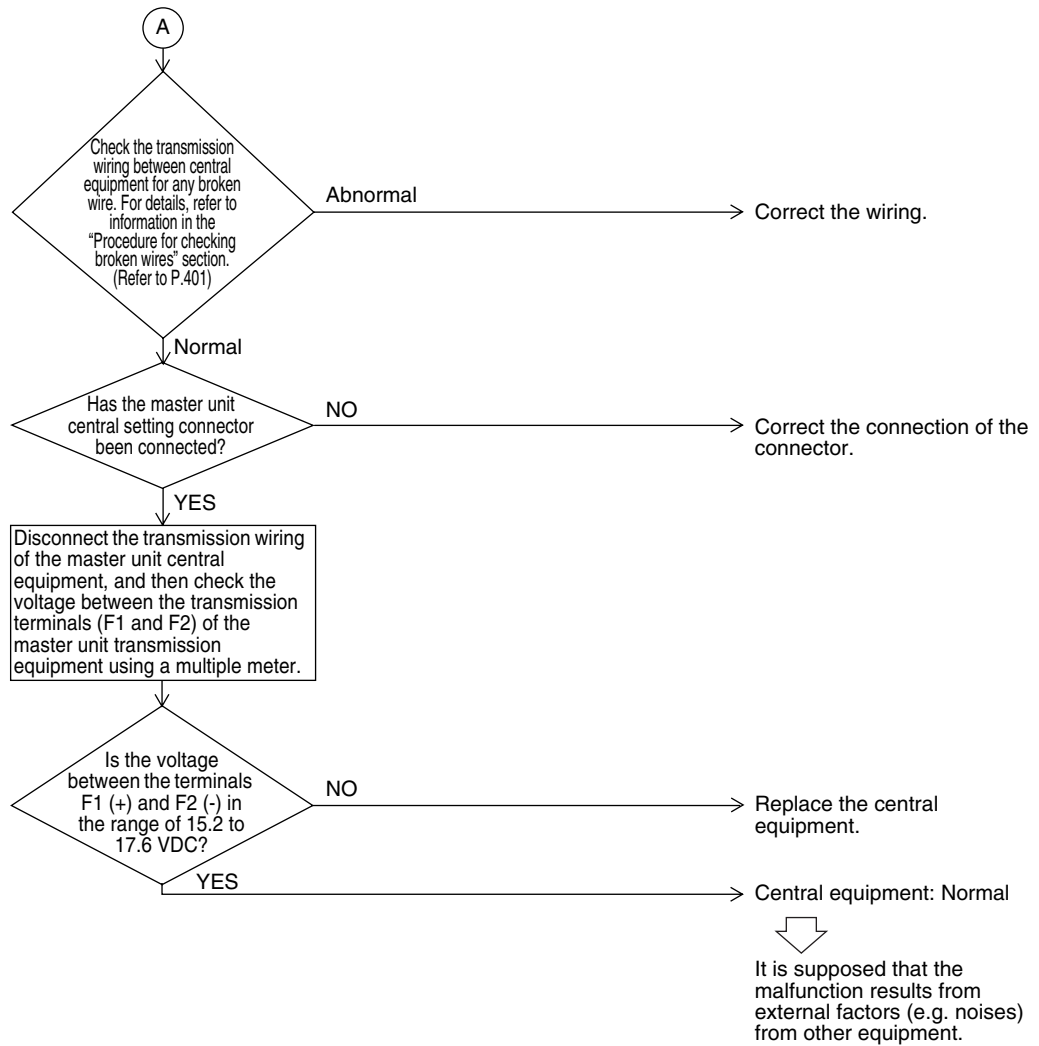 A
Check the transmission
wiring between central
equipment for any broken
wire. For details, refer to
information in the
“Procedure for checking
broken wires” section.
(Refer to P.401)
Abnormal
Correct the wiring.
Normal
Has the master unit
central setting connector
been connected?
NO
Correct the connection of the
connector.
YES
Disconnect the transmission wiring
of the master unit central
equipment, and then check the
voltage between the transmission
terminals (F1 and F2) of the
master unit transmission
equipment using a multiple meter.
Is the voltage
between the terminals
F1 (+) and F2 (-) in
the range of 15.2 to
17.6 VDC?
NO
Replace the central
equipment.
YES
Central equipment: Normal
It is supposed that the
malfunction results from
external factors (e.g. noises)
from other equipment.